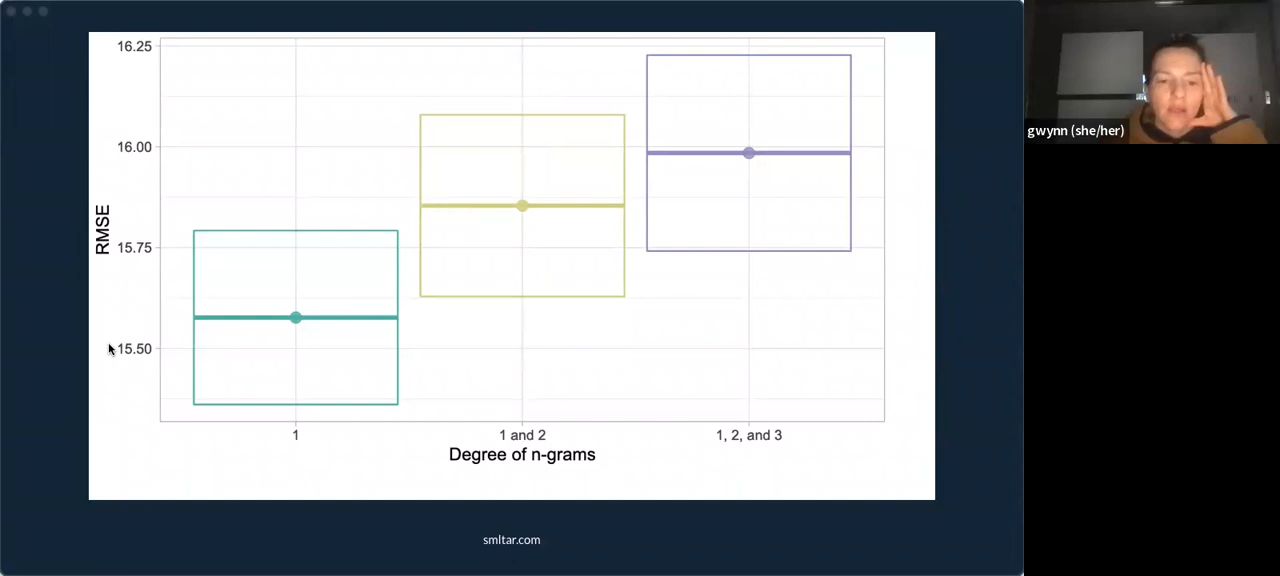 16.25
16.00
15.75
15.50
RMSE
1
1 and 2
1, 2, and 3
Degree of n-grams
smltar.com
gwynn (she/her)